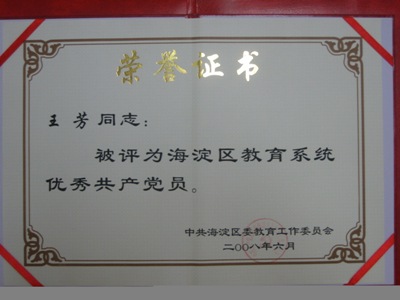 荣誉证书
王芳同志：
被评为海淀区教育系统
优秀共产党员。
中共海淀区委教育工作委员会
二00八年六月